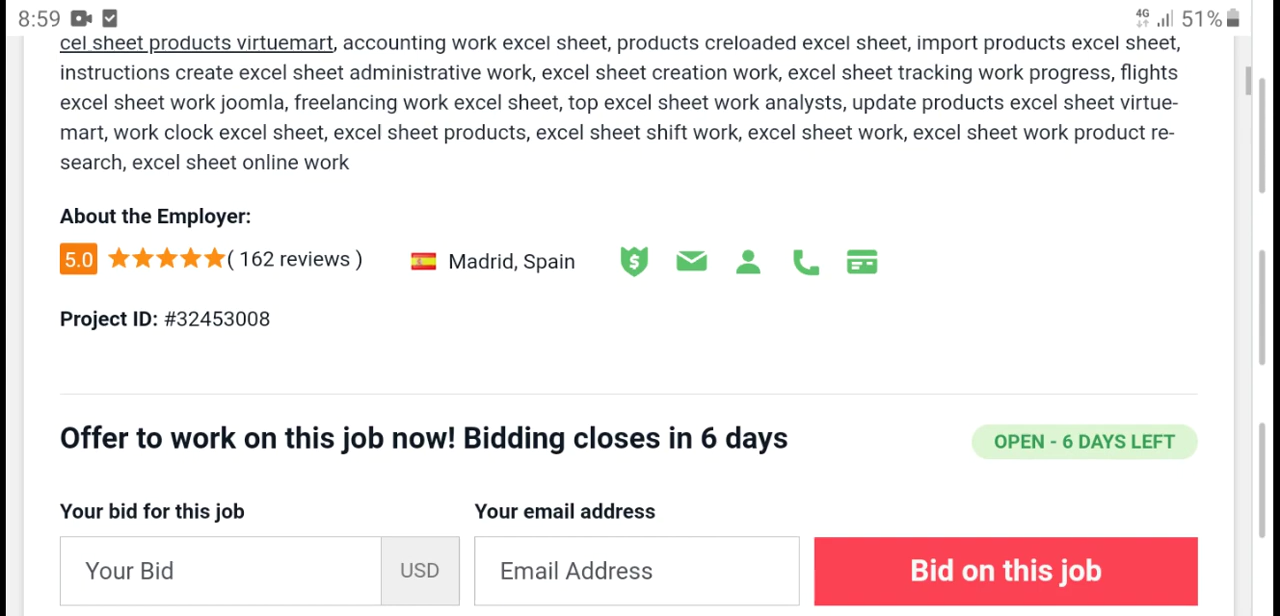 8:59
4G
51%
cel sheet products virtuemart, accounting work excel sheet, products creloaded excel sheet, import products excel sheet,
instructions create excel sheet administrative work, excel sheet creation work, excel sheet tracking work progress, flights
excel sheet work joomla, freelancing work excel sheet, top excel sheet work analysts, update products excel sheet virtue-
mart, work clock excel sheet, excel sheet products, excel sheet shift work, excel sheet work, excel sheet work product re-
search, excel sheet online work
About the Employer:
5.0 ( 162 reviews ) Madrid, Spain
Project ID: #32453008
Offer to work on this job now! Bidding closes in 6 days
OPEN - 6 DAYS LEFT
Your bid for this job
Your email address
Your Bid USD
Email Address
Bid on this job